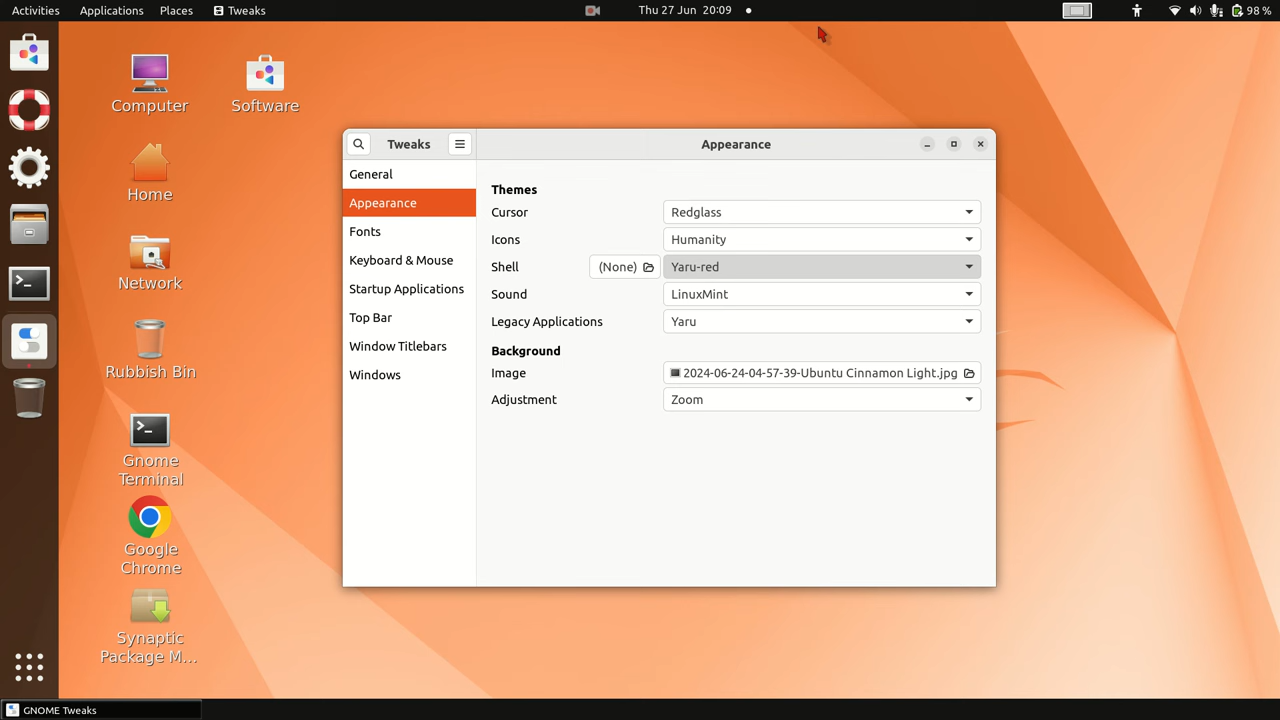 Activities Applications Places Tweaks Thu 27 Jun 20:09 98 %
Computer
Software
Home
Network
Rubbish Bin
Gnome
Terminal
Google
Chrome
Synaptic
Package M...
Tweaks
Appearance
General
Appearance
Fonts
Keyboard & Mouse
Startup Applications
Top Bar
Window Titlebars
Windows
Themes
Cursor Redglass
Icons Humanity
Shell (None) Yaru-red
Sound LinuxMint
Legacy Applications Yaru
Background
Image 2024-06-24-04-57-39-Ubuntu Cinnamon Light.jpg
Adjustment Zoom
GNOME Tweaks